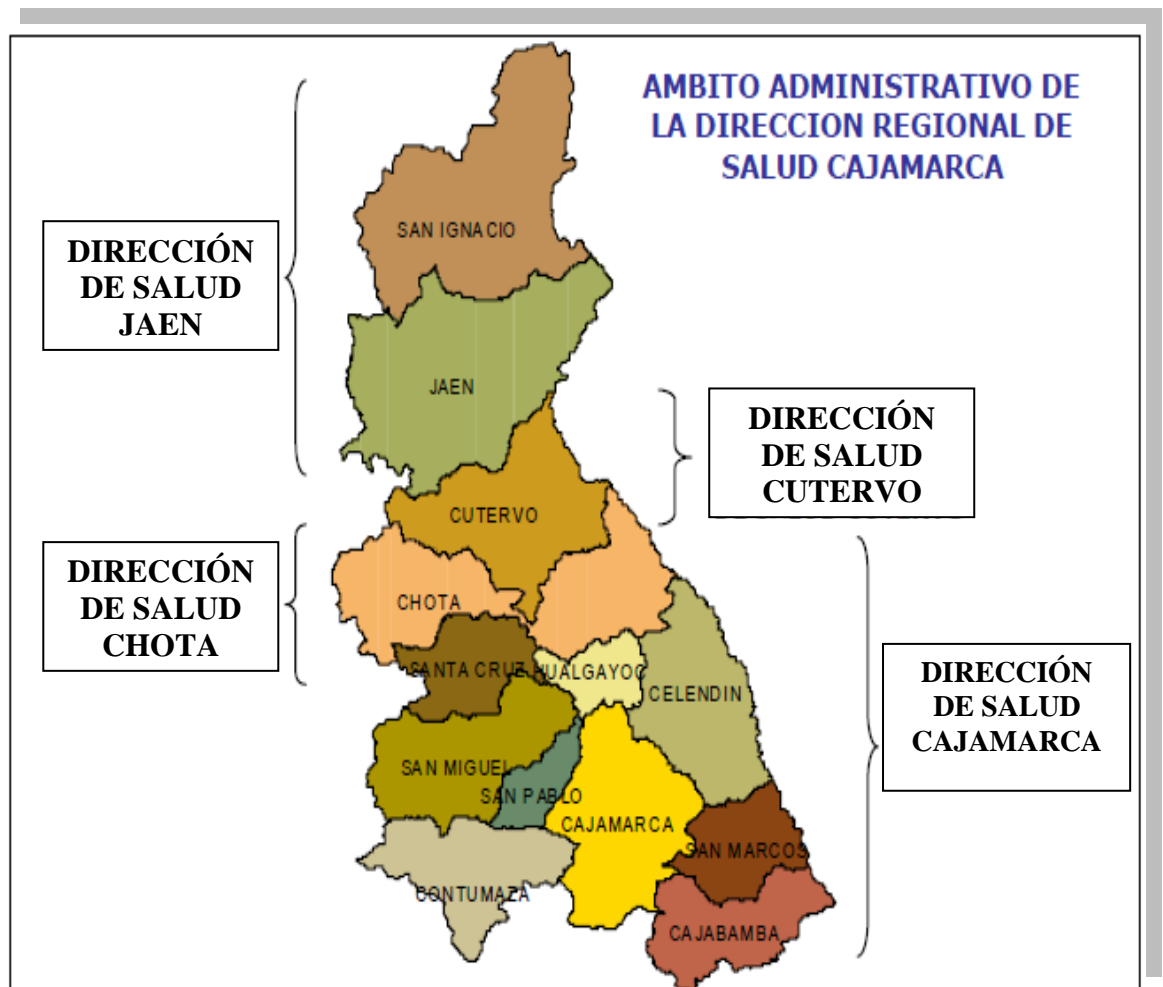 AMBITO ADMINISTRATIVO DE
LA DIRECCION REGIONAL DE
SALUD CAJAMARCA
SAN IGNACIO
DIRECCIÓN
DE SALUD
JAEN
JAEN
DIRECCIÓN
DE SALUD
CUTERVO
CUTERVO
DIRECCIÓN
DE SALUD
CHOTA
CHOTA
SANTA CRUZ
HUALGAYOC
CELENDIN
DIRECCIÓN
DE SALUD
CAJAMARCA
SAN MIGUEL
SAN PABLO
CAJAMARCA
SAN MARCOS
CONTUMAZA
CAJABAMBA